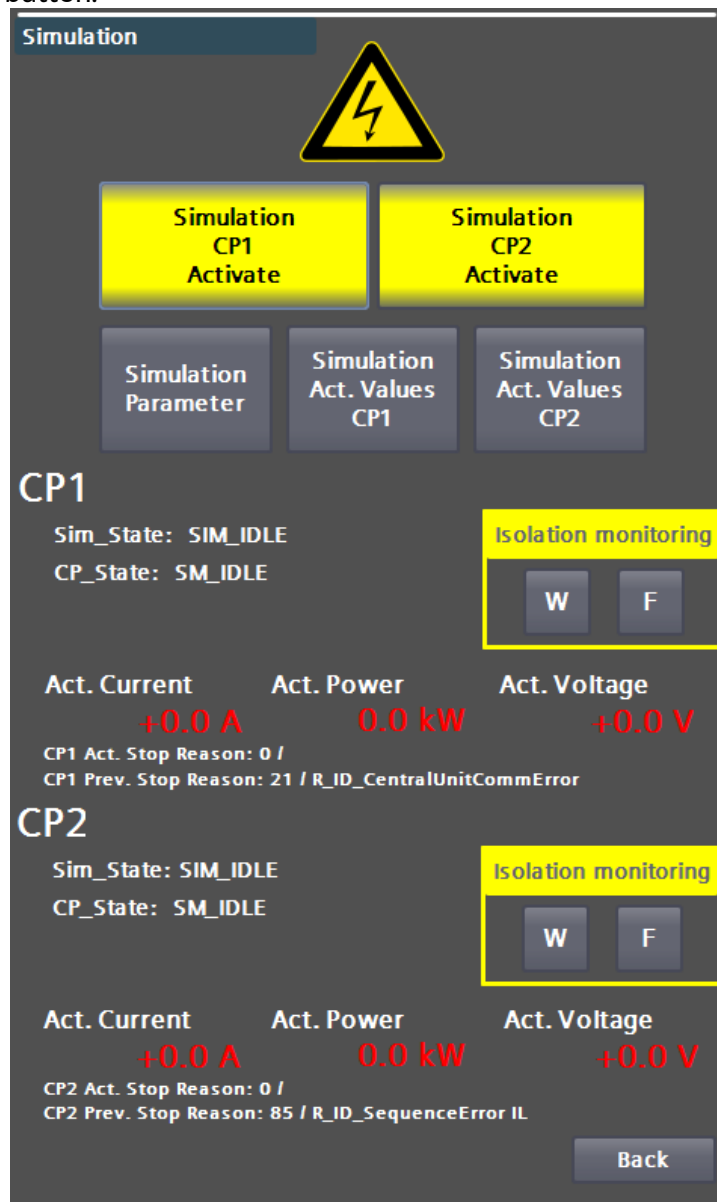 button.
Simulation
Simulation
CP1
Activate
Simulation
CP2
Activate
Simulation
Parameter
Simulation
Act. Values
CP1
Simulation
Act. Values
CP2
CP1
Sim_State: SIM_IDLE
CP_State: SM_IDLE
Isolation monitoring
W F
Act. Current Act. Power Act. Voltage
+0.0 A 0.0 kW +0.0 V
CP1 Act. Stop Reason: 0 /
CP1 Prev. Stop Reason: 21 / R_ID_CentralUnitCommError
CP2
Sim_State: SIM_IDLE
CP_State: SM_IDLE
Isolation monitoring
W F
Act. Current Act. Power Act. Voltage
+0.0 A 0.0 kW +0.0 V
CP2 Act. Stop Reason: 0 /
CP2 Prev. Stop Reason: 85 / R_ID_SequenceError IL
Back